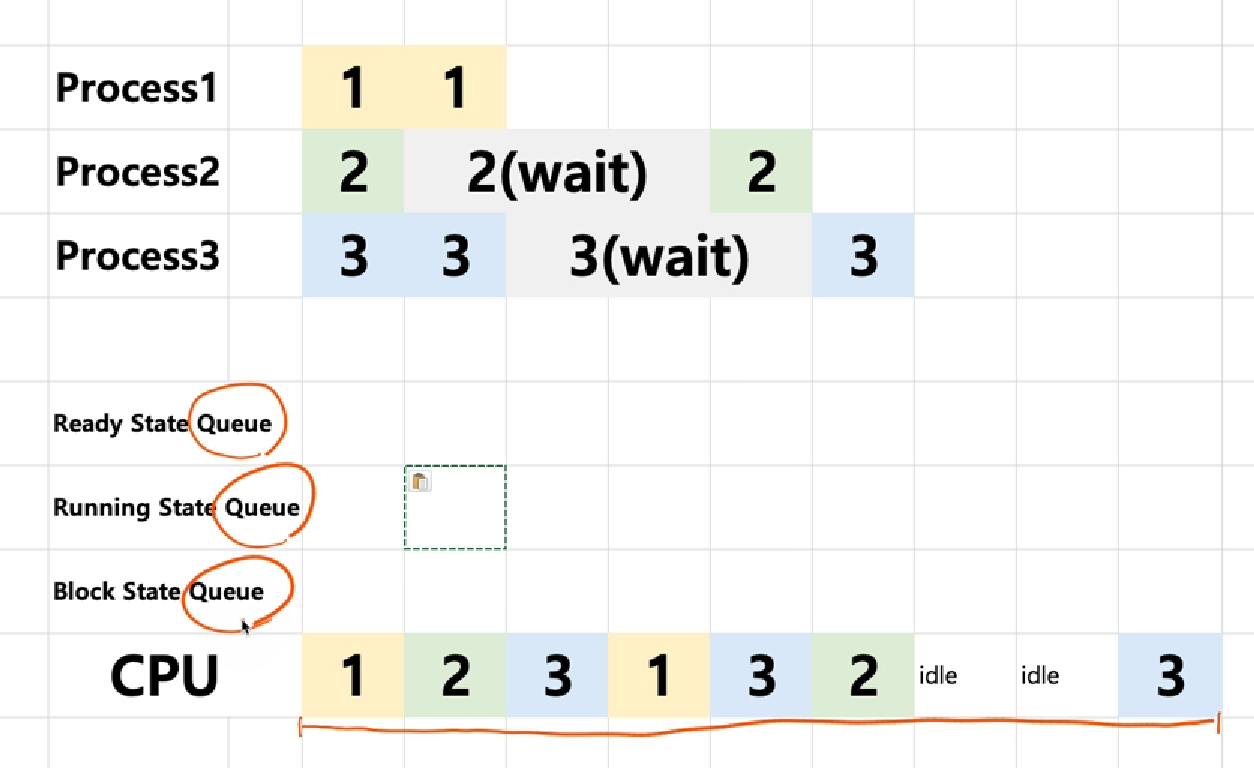 Process1 1 1
Process2 2 2(wait) 2
Process3 3 3 3(wait) 3
Ready State Queue
Running State Queue
Block State Queue
CPU 1 2 3 1 3 2 idle idle 3